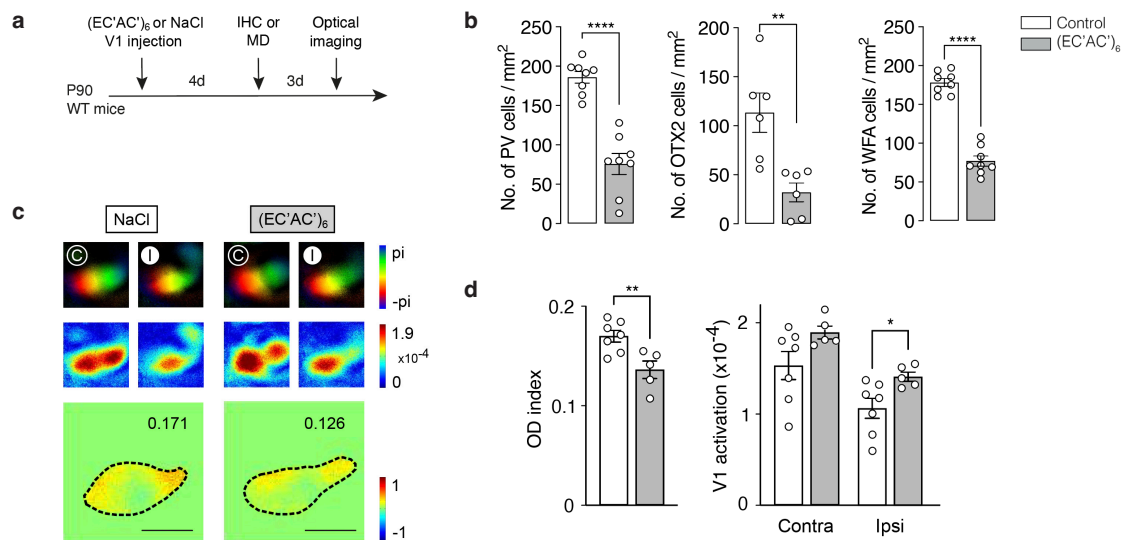 a
(EC'AC')6 or NaCl
V1 injection
IHC or
MD
Optical
imaging
4d
3d
P90
WT mice
b
No. of PV cells / mm2
250
200
150
100
50
0
****
No. of OTX2 cells / mm2
200
150
100
50
0
**
No. of WFA cells / mm2
250
200
150
100
50
0
****
Control
(EC'AC')6
c
NaCl
(EC'AC')6
C
I
C
I
pi
-pi
1.9
x10-4
0
0.171
0.126
1
-1
d
OD index
0.2
0.1
0
**
V1 activation (x10-4)
2
1
0
*
Contra
Ipsi